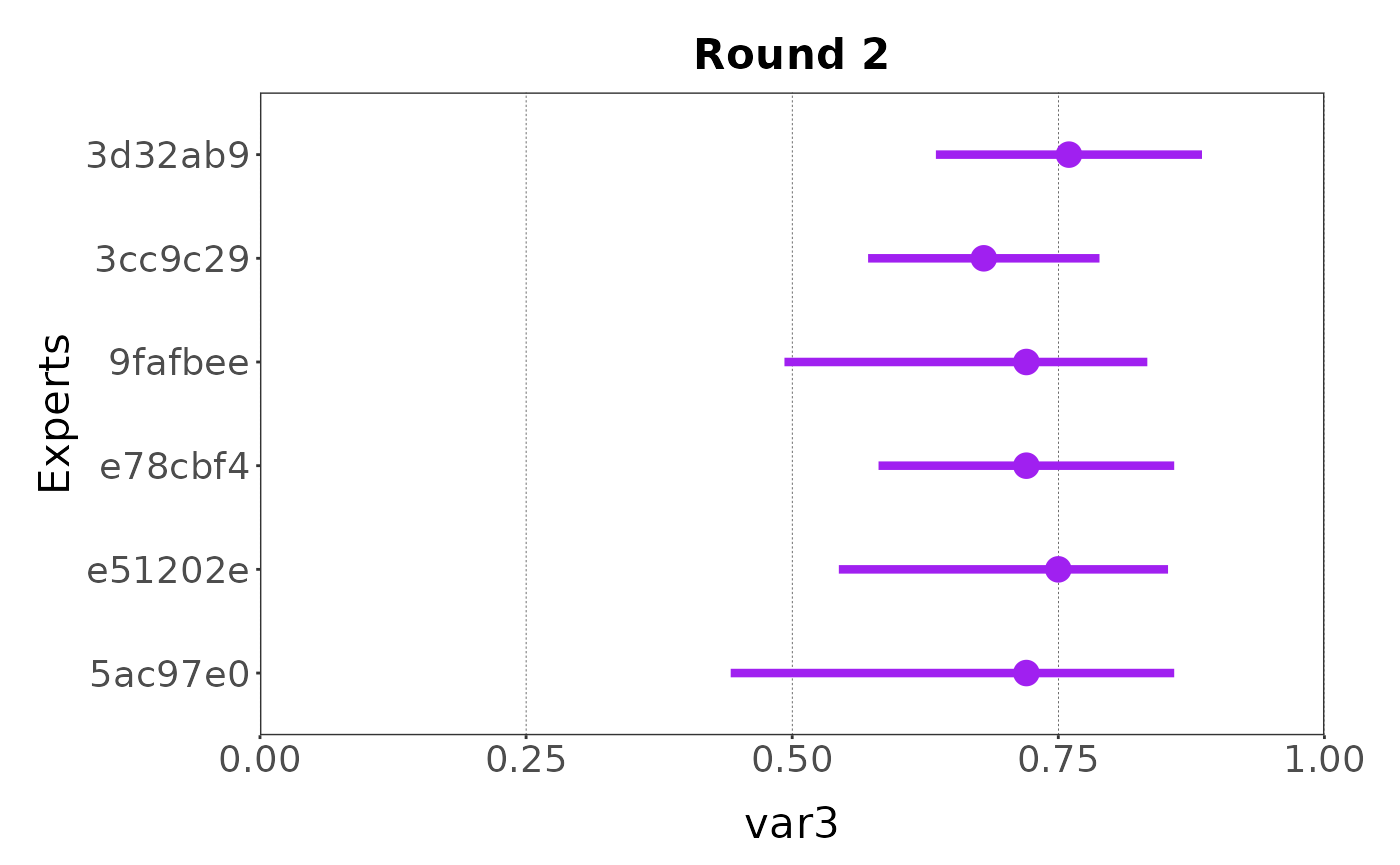 Round 2
Experts
3d32ab9
3cc9c29
9fafbee
e78cbf4
e51202e
5ac97e0
0.00 0.25 0.50 0.75 1.00
var3